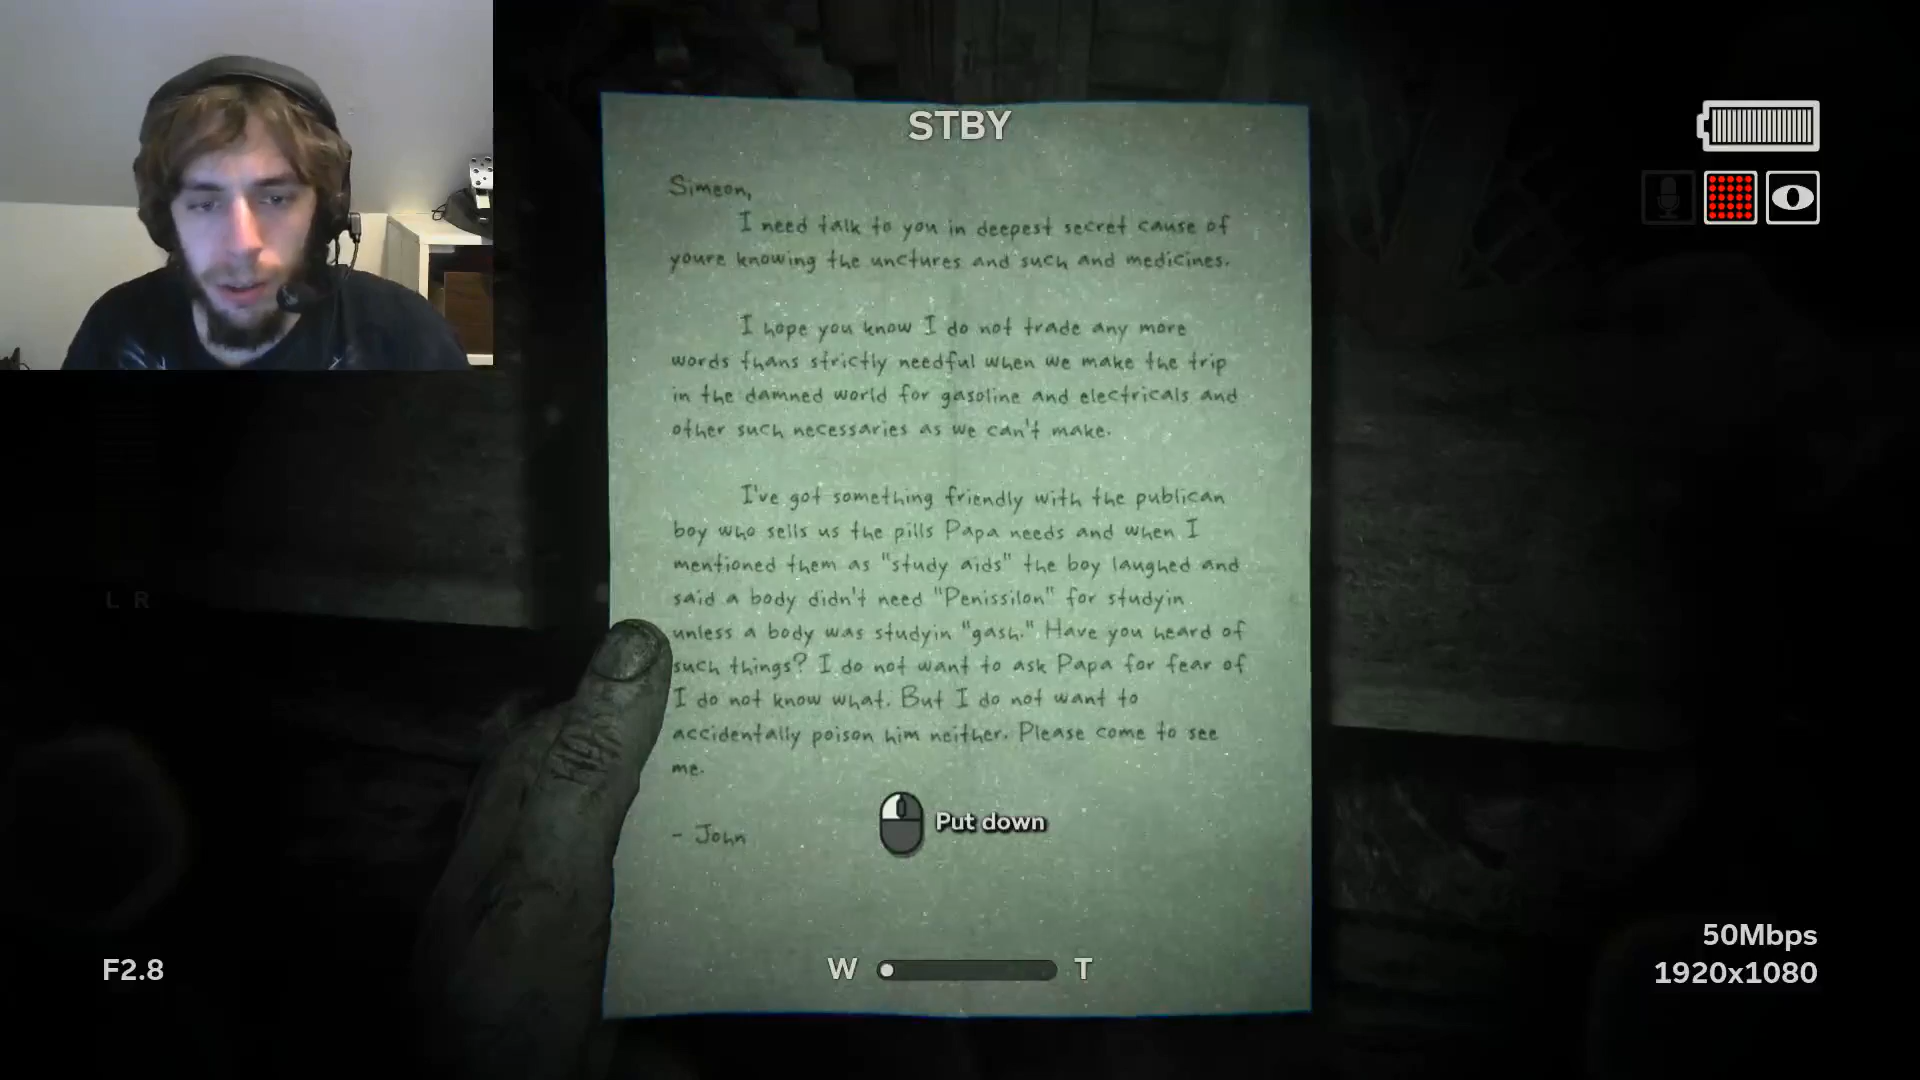 STBY
Simeon,
I need talk to you in deepest secret cause of
youre knowing the unctures and such and medicines.
I hope you know I do not trade any more
words thans strictly needful when we make the trip
in the damned world for gasoline and electricals and
other such necessaries as we can't make.
I've got something friendly with the publican
boy who sells us the pills Papa needs and when I
mentioned them as "study aids" the boy laughed and
said a body didn't need "Penissilon" for studyin
unless a body was studyin "gash." Have you heard of
such things? I do not want to ask Papa for fear of
I do not know what. But I do not want to
accidentally poison him neither. Please come to see
me.
- John
Put down
L R
F2.8
W T
50Mbps
1920x1080